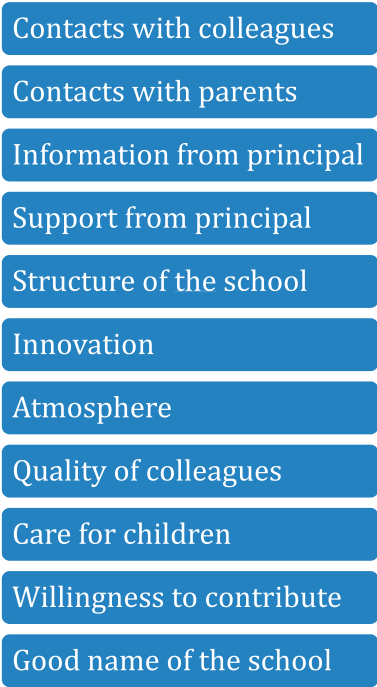 Contacts with colleagues
Contacts with parents
Information from principal
Support from principal
Structure of the school
Innovation
Atmosphere
Quality of colleagues
Care for children
Willingness to contribute
Good name of the school